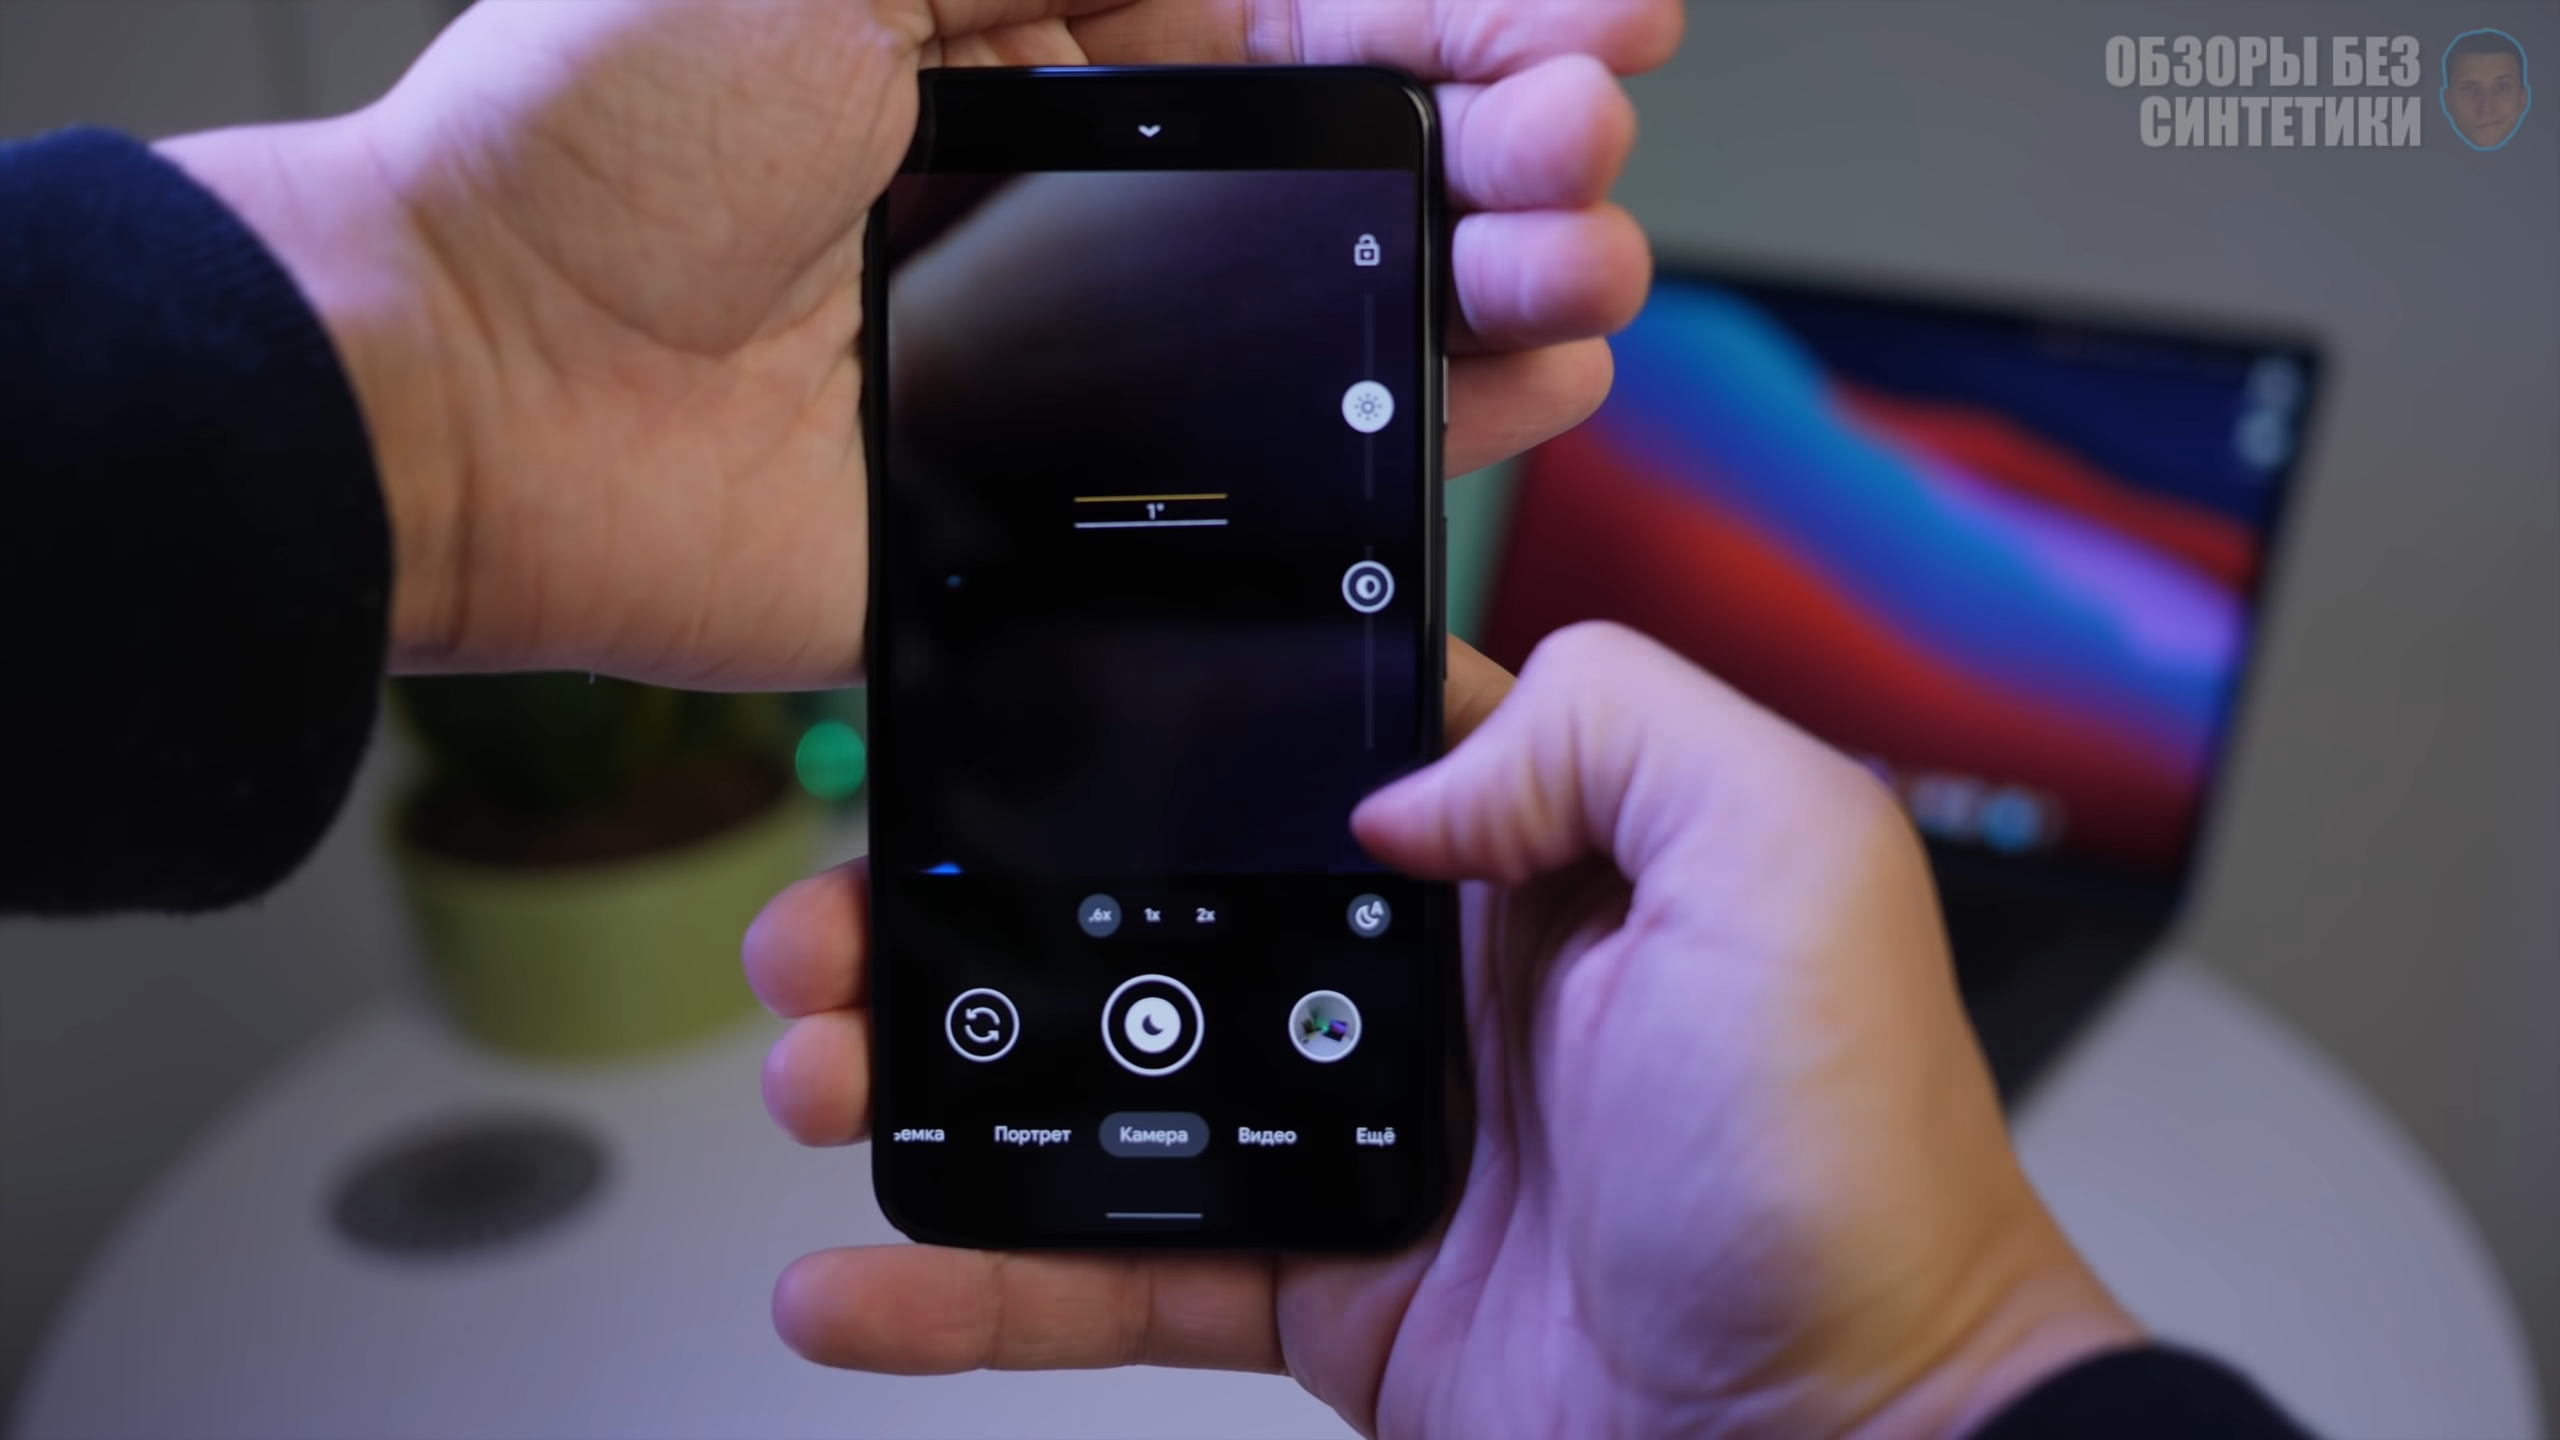 ОБЗОРЫ БЕЗ
СИНТЕТИКИ
1°
.6x 1x 2x
A
ъемка Портрет Камера Видео Ещё